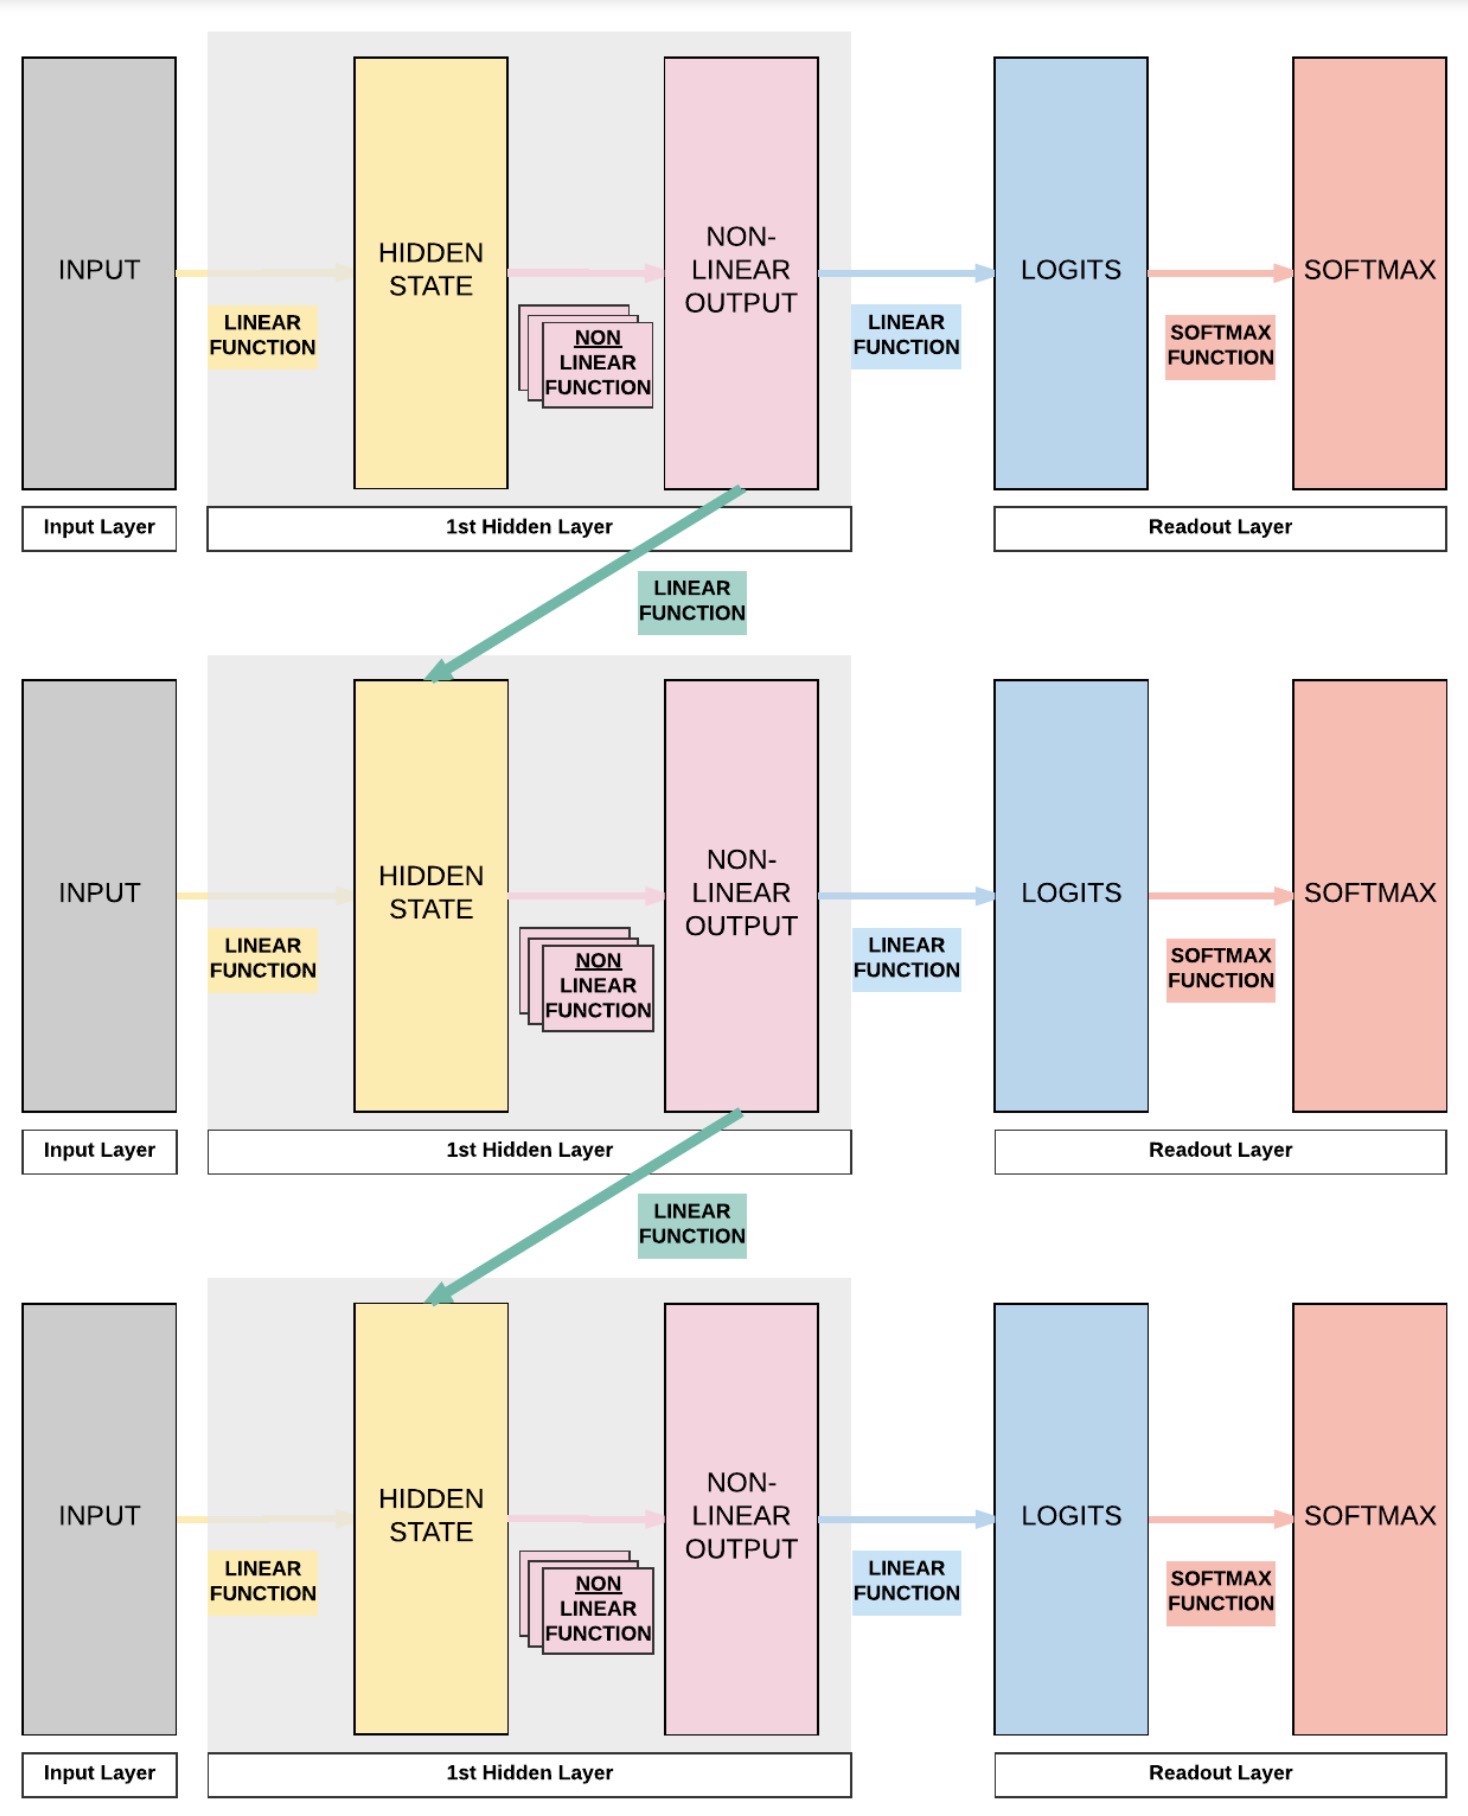 INPUT
HIDDEN
STATE
NON-
LINEAR
OUTPUT
LOGITS
SOFTMAX
LINEAR
FUNCTION
NON
LINEAR
FUNCTION
LINEAR
FUNCTION
SOFTMAX
FUNCTION
Input Layer
1st Hidden Layer
Readout Layer
LINEAR
FUNCTION
INPUT
HIDDEN
STATE
NON-
LINEAR
OUTPUT
LOGITS
SOFTMAX
LINEAR
FUNCTION
NON
LINEAR
FUNCTION
LINEAR
FUNCTION
SOFTMAX
FUNCTION
Input Layer
1st Hidden Layer
Readout Layer
LINEAR
FUNCTION
INPUT
HIDDEN
STATE
NON-
LINEAR
OUTPUT
LOGITS
SOFTMAX
LINEAR
FUNCTION
NON
LINEAR
FUNCTION
LINEAR
FUNCTION
SOFTMAX
FUNCTION
Input Layer
1st Hidden Layer
Readout Layer